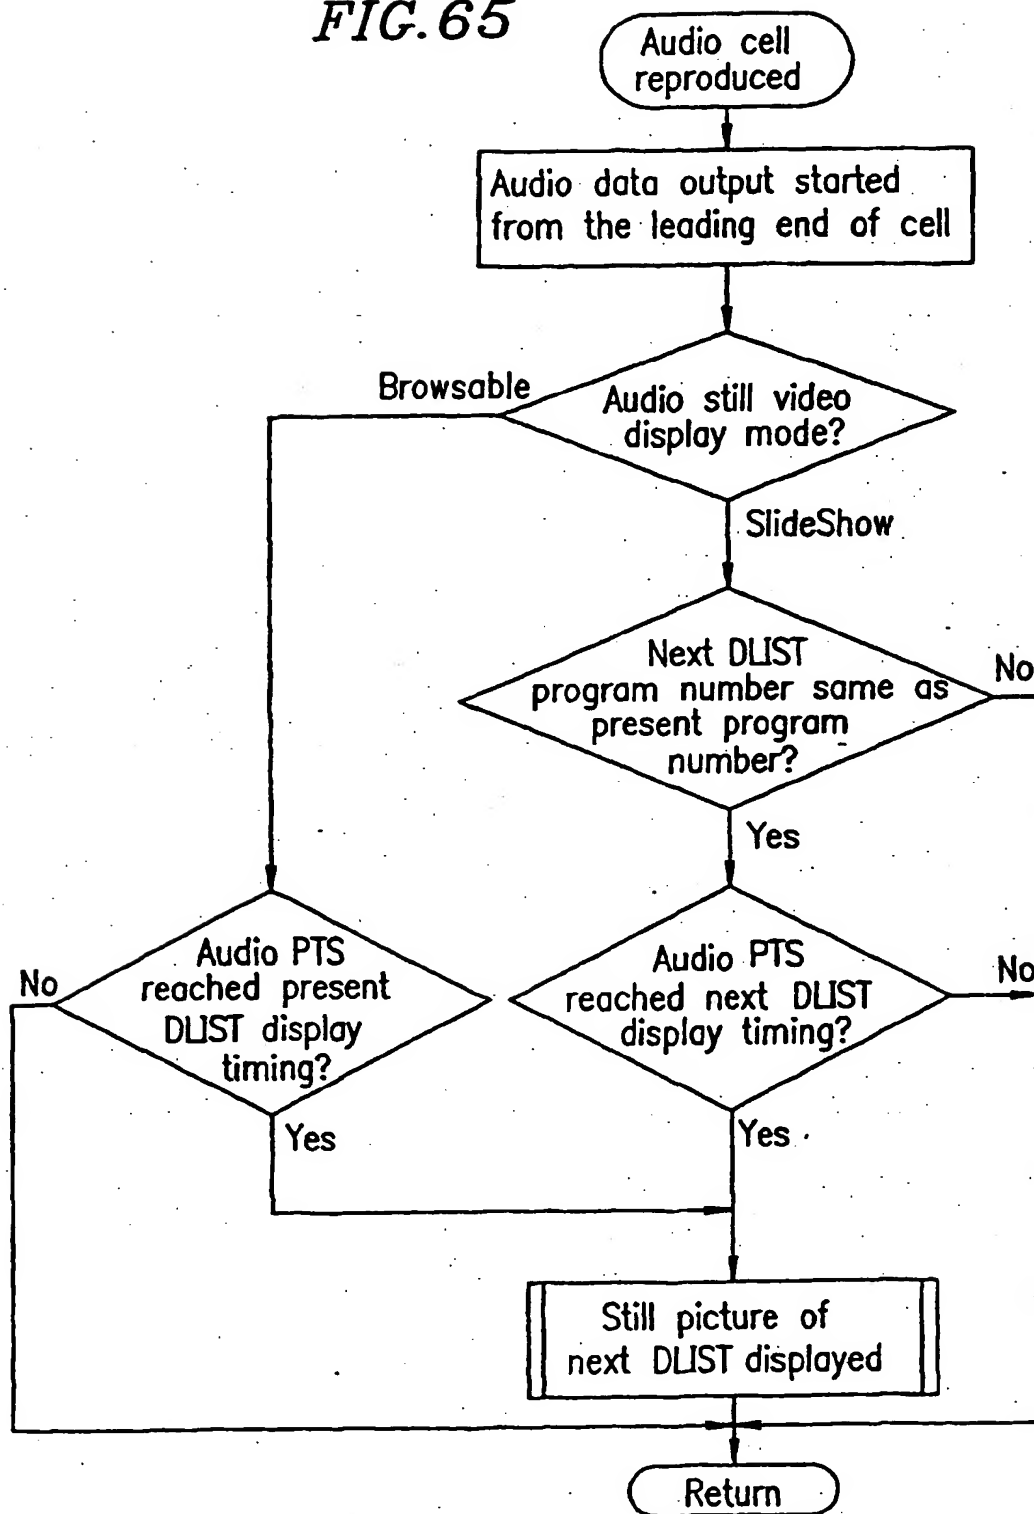 FIG.65
Audio cell
reproduced
Audio data output started
from the leading end of cell
Browsable
Audio still video
display mode?
SlideShow
Next DLIST
program number same as
present program
number?
No
Yes
Audio PTS
reached present
DLIST display
timing?
No
Yes
Audio PTS
reached next DLIST
display timing?
No
Yes
Still picture of
next DLIST displayed
Return